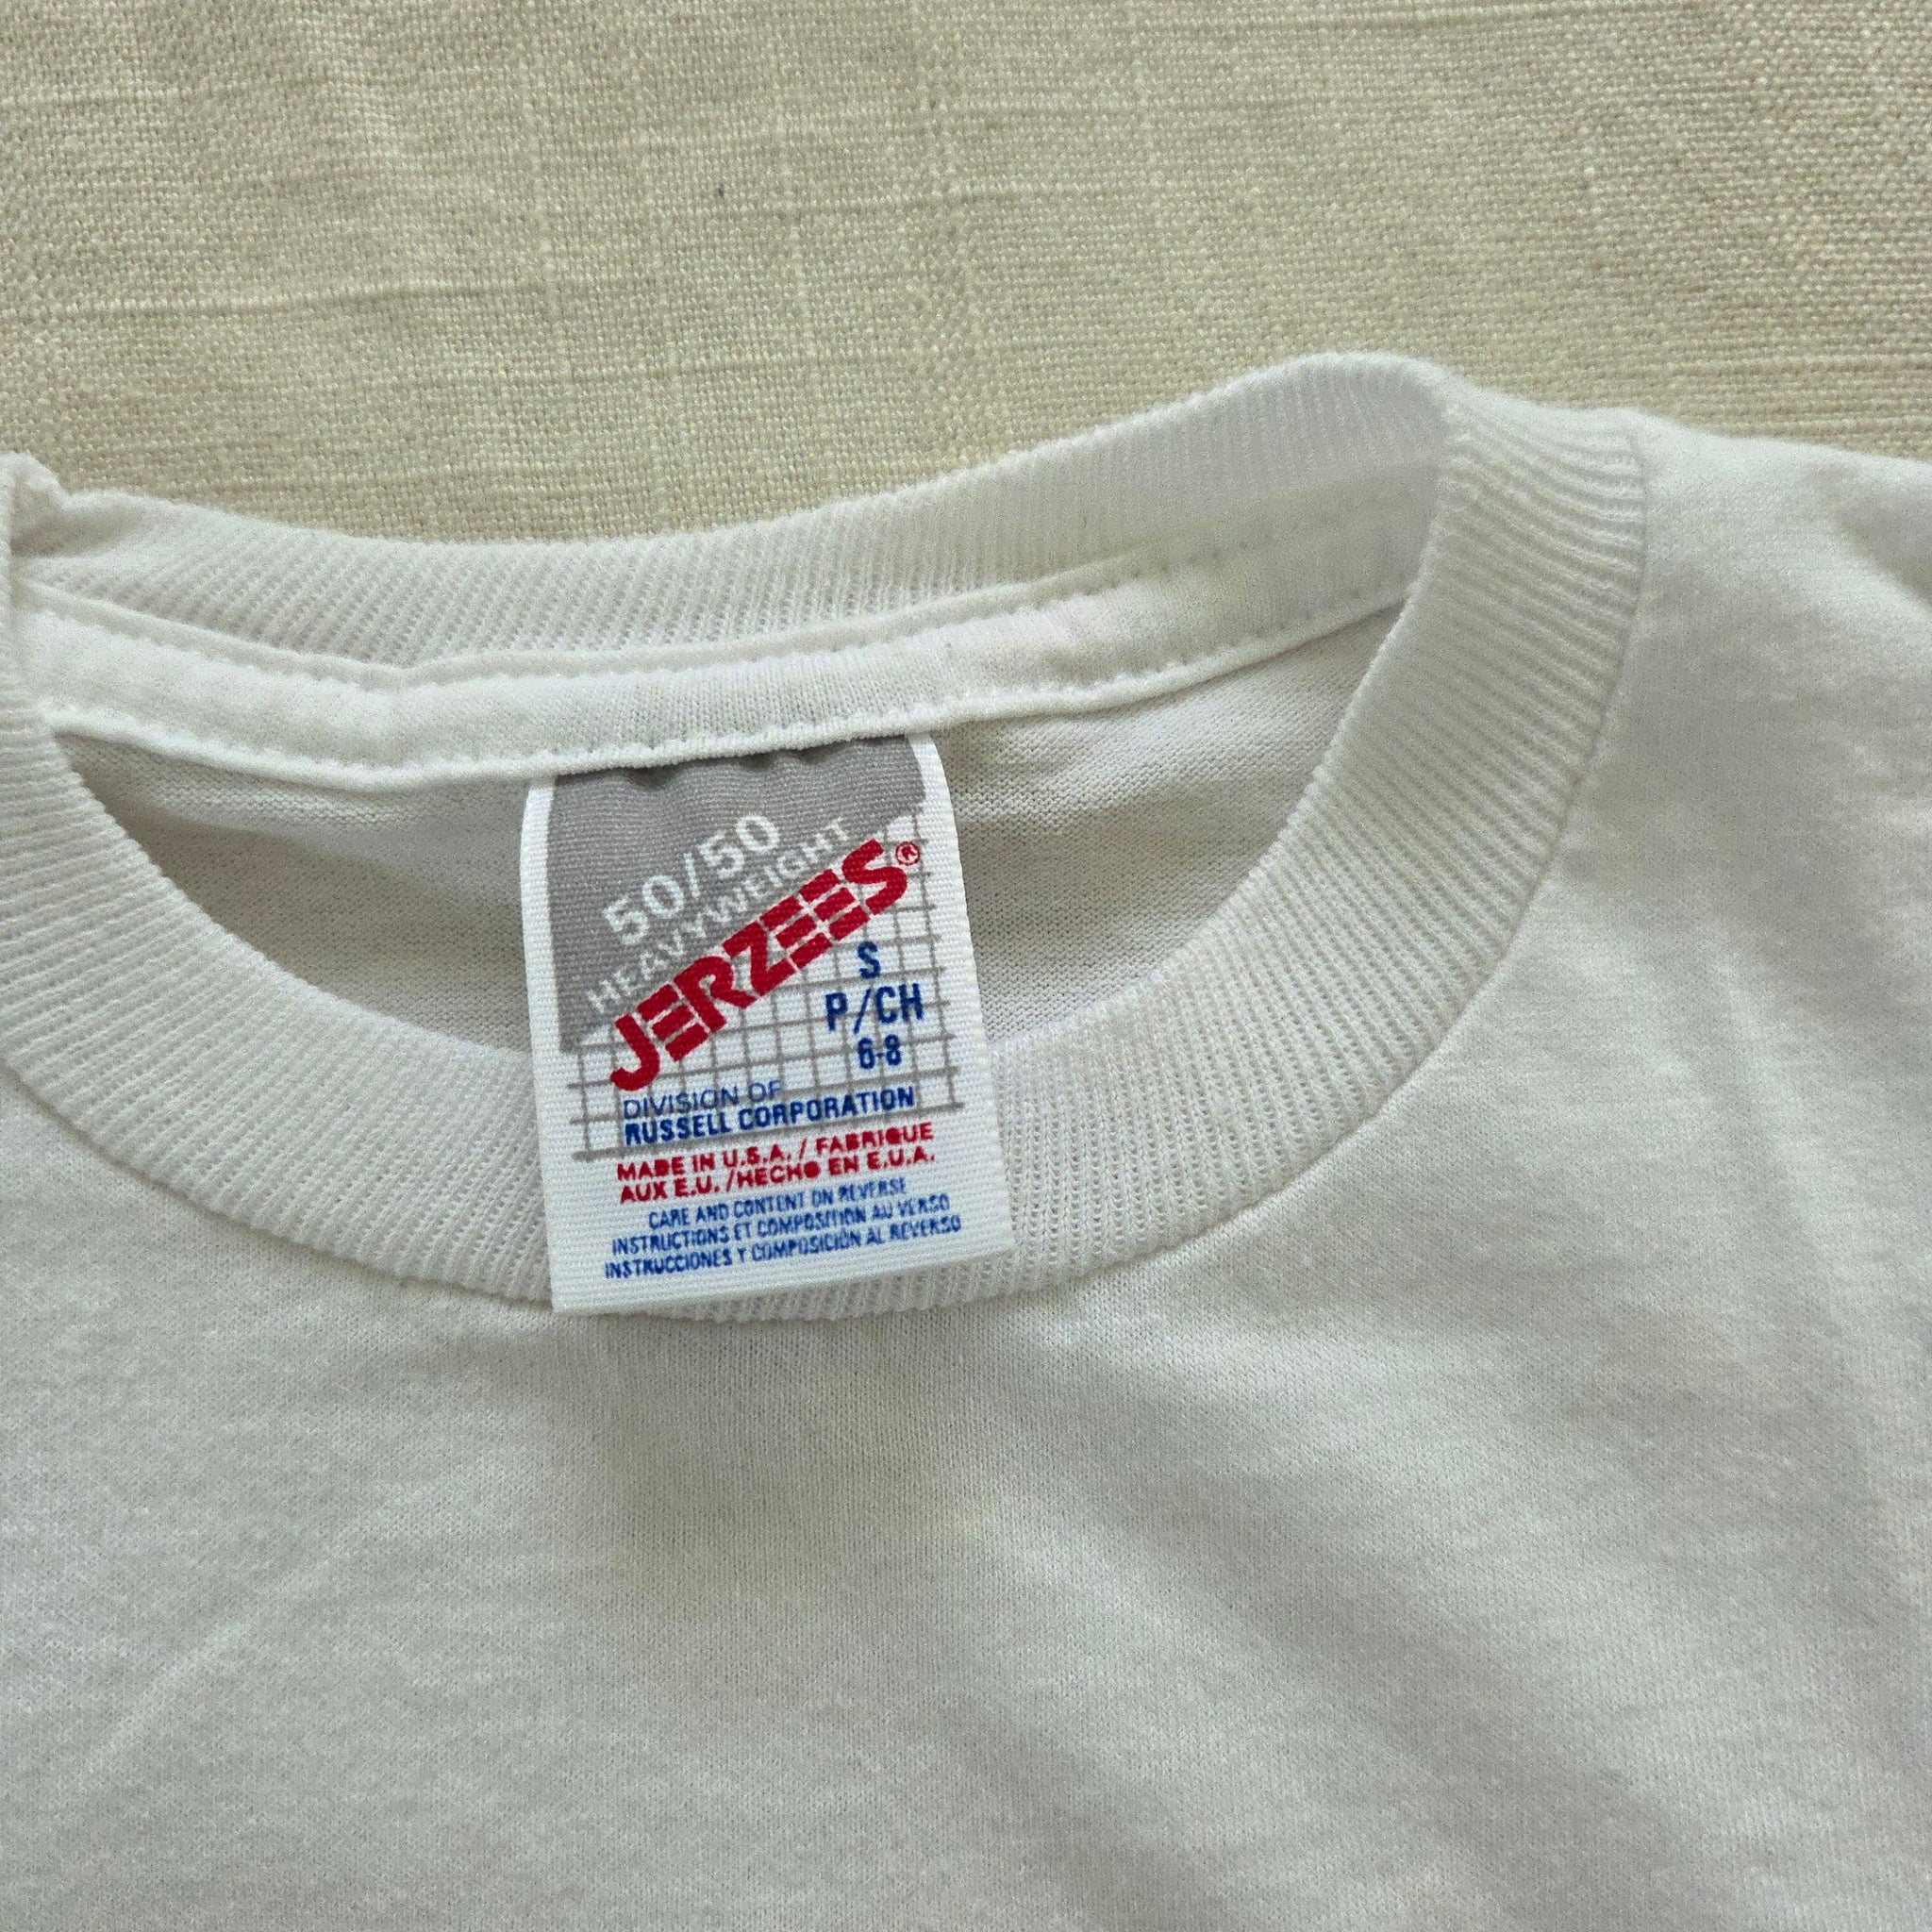 50/50
HEAVYWEIGHT
JERZEES®
S
P/CH
6-8
DIVISION OF
RUSSELL CORPORATION
MADE IN U.S.A. / FABRIQUE
AUX E.U. /HECHO EN E.U.A.
CARE AND CONTENT ON REVERSE
INSTRUCTIONS ET COMPOSITION AU VERSO
INSTRUCCIONES Y COMPOSICIÓN AL REVERSO